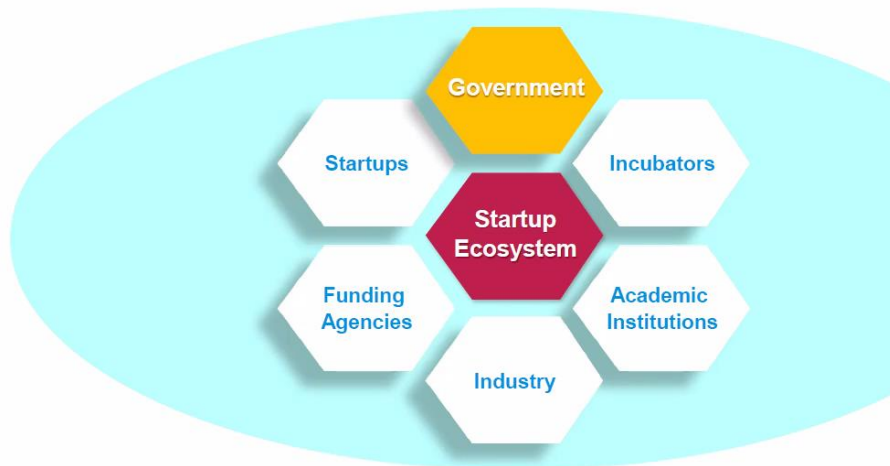 Government
Startups
Incubators
Startup
Ecosystem
Funding
Agencies
Academic
Institutions
Industry